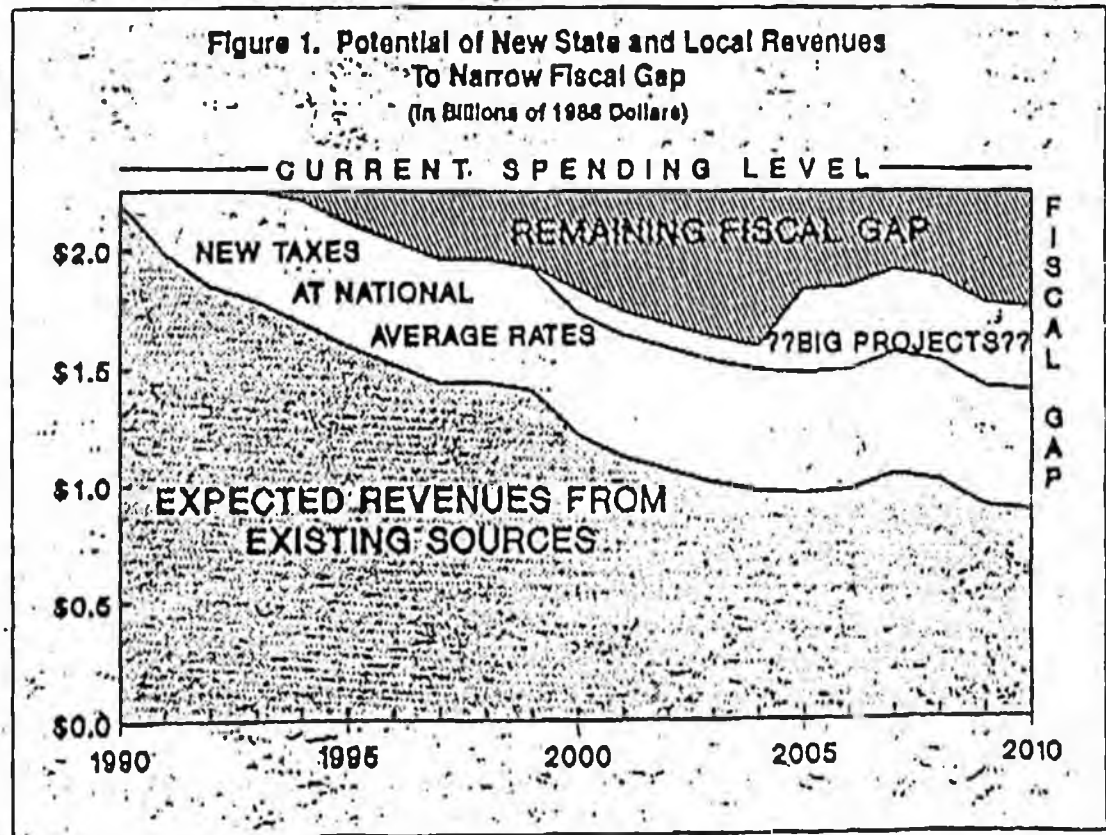 Figure 1. Potential of New State and Local Revenues
To Narrow Fiscal Gap
(In Billions of 1988 Dollars)
CURRENT SPENDING LEVEL
REMAINING FISCAL GAP
NEW TAXES
AT NATIONAL
AVERAGE RATES
??BIG PROJECTS??
EXPECTED REVENUES FROM
EXISTING SOURCES
FISCAL GAP
$2.0
$1.5
$1.0
$0.5
$0.0
1990 1995 2000 2005 2010